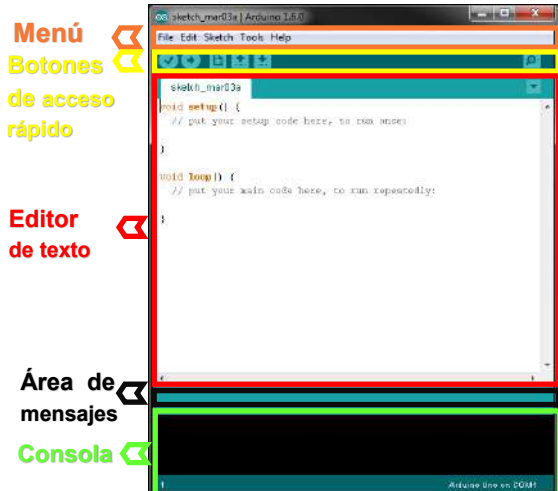 sketch_mar03a | Arduino 1.6.0
Menú
File Edit Sketch Tools Help
Botones
de acceso
rápido
sketch_mar03a
void setup() {
// put your setup code here, to run once:
}
void loop() {
// put your main code here, to run repeatedly:
}
Editor
de texto
Área de
mensajes
Consola
1
Arduino Uno on COM1